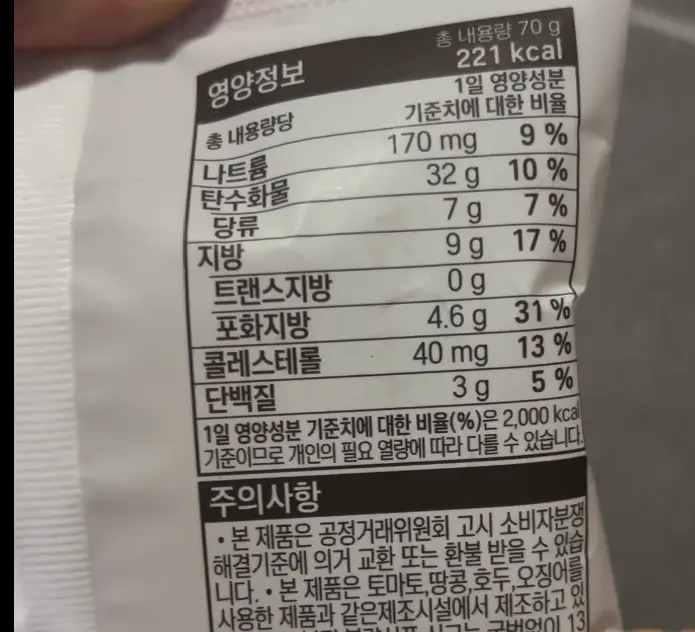 영양정보 총 내용량 70 g
221 kcal
총 내용량당 1일 영양성분
기준치에 대한 비율
나트륨 170 mg 9 %
탄수화물 32 g 10 %
당류 7 g 7 %
지방 9 g 17 %
트랜스지방 0 g
포화지방 4.6 g 31 %
콜레스테롤 40 mg 13 %
단백질 3 g 5 %
1일 영양성분 기준치에 대한 비율(%)은 2,000 kcal
기준이므로 개인의 필요 열량에 따라 다를 수 있습니다.
주의사항
• 본 제품은 공정거래위원회 고시 소비자분쟁
해결기준에 의거 교환 또는 환불 받을 수 있습
니다. • 본 제품은 토마토,땅콩,호두,오징어를
사용한 제품과 같은제조시설에서 제조하고 있
13